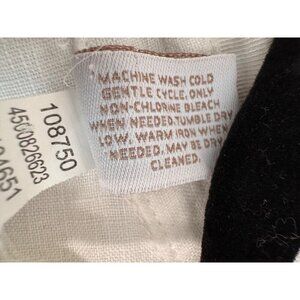 MACHINE WASH COLD
GENTLE CYCLE, ONLY
NON-CHLORINE BLEACH
WHEN NEEDED.TUMBLE DRY
LOW, WARM IRON WHEN
NEEDED. MAY BE DRY
CLEANED.
108750
4500826623
4651